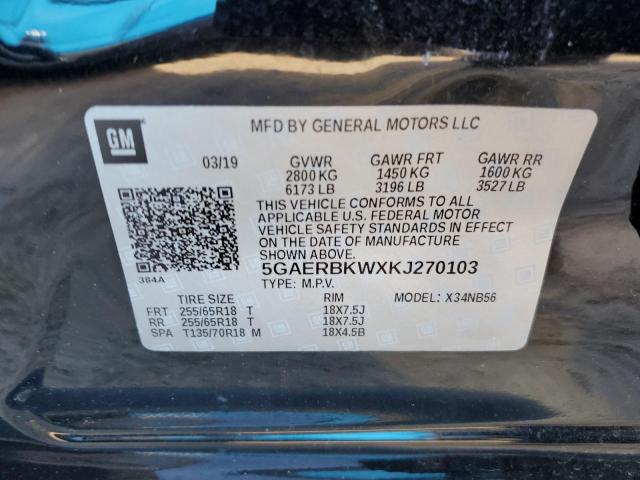 GM
MFD BY GENERAL MOTORS LLC
03/19 GVWR GAWR FRT GAWR RR
2800 KG 1450 KG 1600 KG
6173 LB 3196 LB 3527 LB
THIS VEHICLE CONFORMS TO ALL
APPLICABLE U.S. FEDERAL MOTOR
VEHICLE SAFETY STANDARDS IN EFFECT
ON THE DATE OF MANUFACTURE
SHOWN ABOVE.
5GAERBKWXKJ270103
384A TYPE: M.P.V.
TIRE SIZE RIM MODEL: X34NB56
FRT 255/65R18 T 18X7.5J
RR 255/65R18 T 18X7.5J
SPA T135/70R18 M 18X4.5B